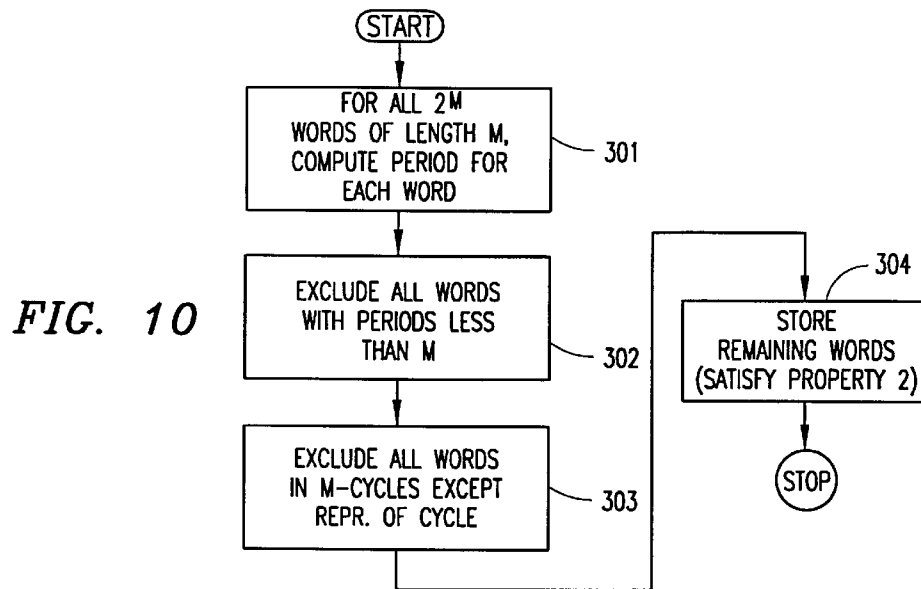 START
FOR ALL 2ᴹ
WORDS OF LENGTH M,
COMPUTE PERIOD FOR
EACH WORD
301
EXCLUDE ALL WORDS
WITH PERIODS LESS
THAN M
302
EXCLUDE ALL WORDS
IN M-CYCLES EXCEPT
REPR. OF CYCLE
303
304
STORE
REMAINING WORDS
(SATISFY PROPERTY 2)
STOP
FIG. 10